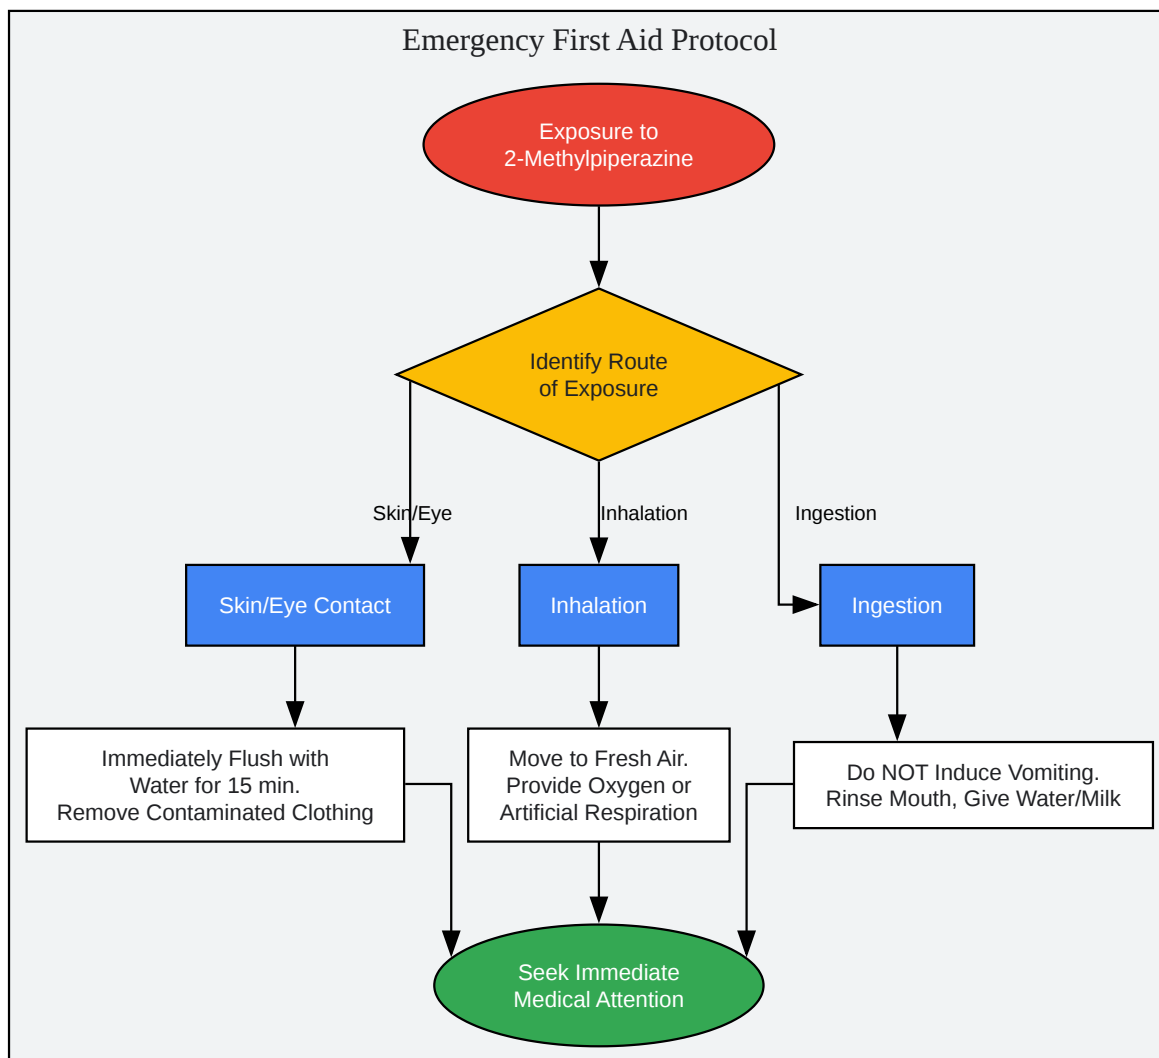 Emergency First Aid Protocol
Exposure to
2-Methylpiperazine
Identify Route
of Exposure
Skin/Eye
Inhalation
Ingestion
Skin/Eye Contact
Inhalation
Ingestion
Immediately Flush with
Water for 15 min.
Remove Contaminated Clothing
Move to Fresh Air.
Provide Oxygen or
Artificial Respiration
Do NOT Induce Vomiting.
Rinse Mouth, Give Water/Milk
Seek Immediate
Medical Attention